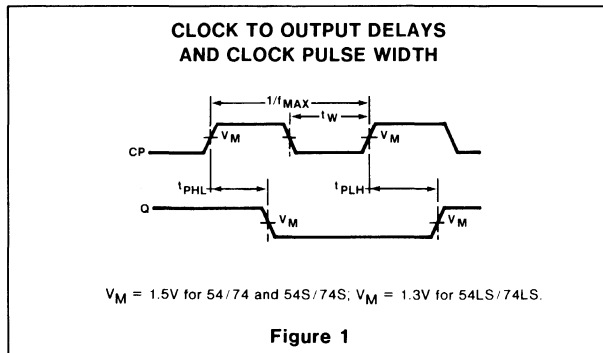 CLOCK TO OUTPUT DELAYS
AND CLOCK PULSE WIDTH
1/fMAX
tW
VM
VM
CP
tPHL
tPLH
Q
VM
VM
VM = 1.5V for 54/74 and 54S/74S; VM = 1.3V for 54LS/74LS.
Figure 1